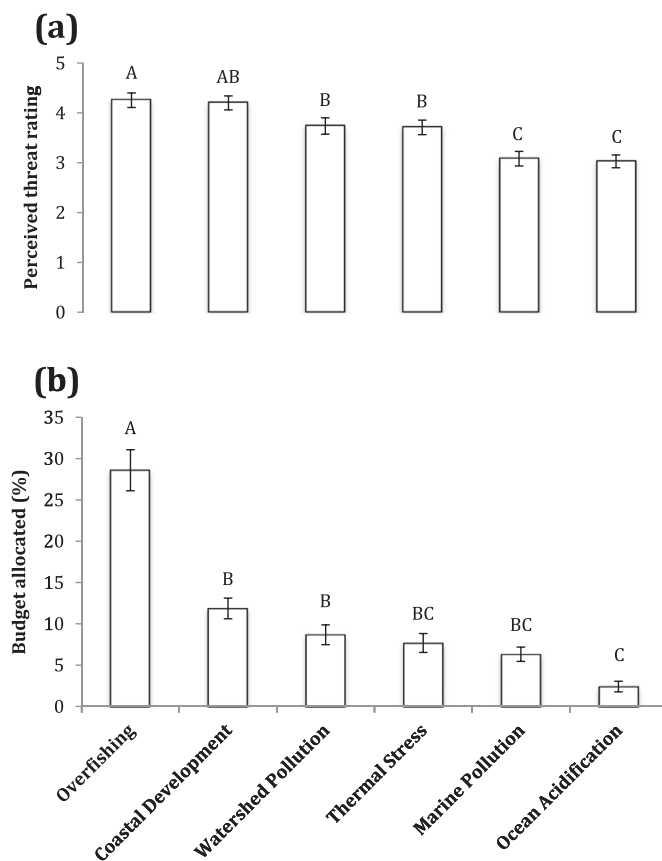 (a)
Perceived threat rating
5
4
3
2
1
0
A
AB
B
B
C
C
(b)
Budget allocated (%)
35
30
25
20
15
10
5
0
A
B
B
BC
BC
C
Overfishing
Coastal Development
Watershed Pollution
Thermal Stress
Marine Pollution
Ocean Acidification